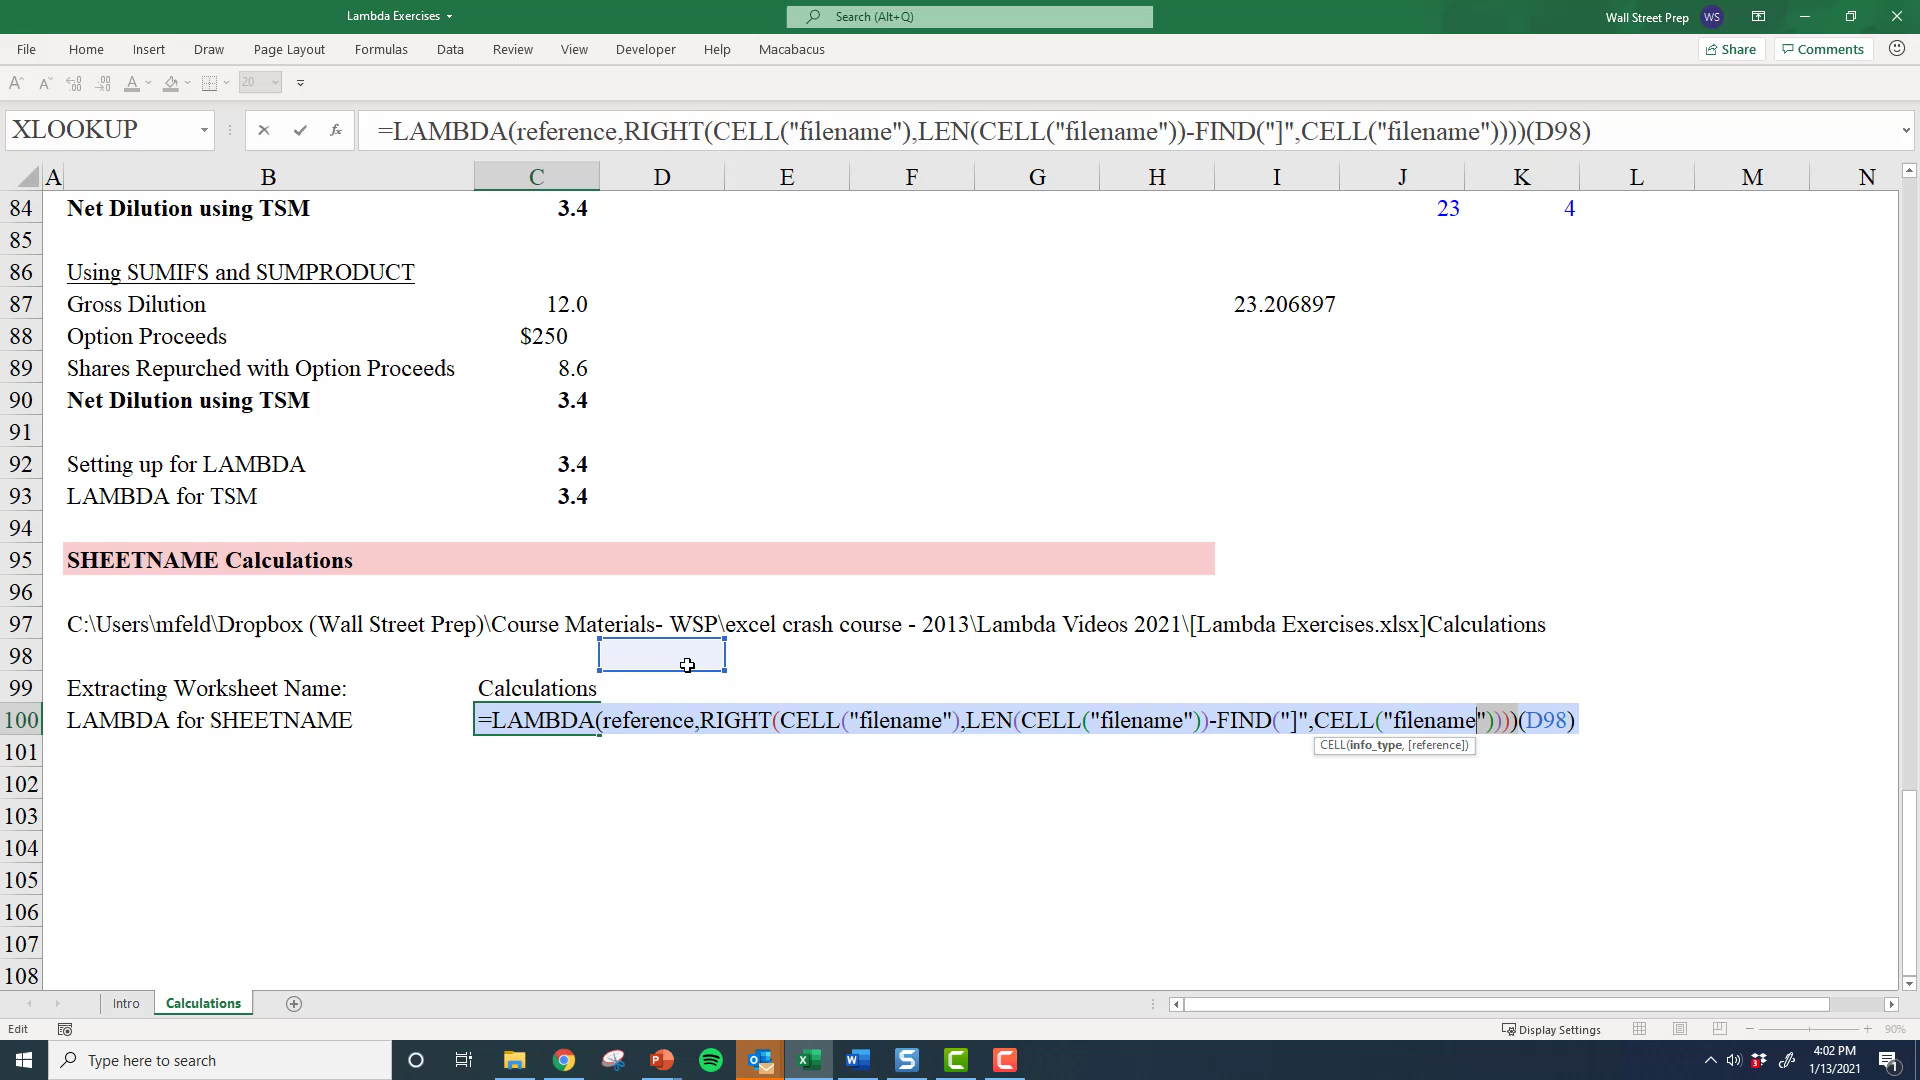 Lambda Exercises
Search (Alt+Q)
Wall Street Prep WS
File Home Insert Draw Page Layout Formulas Data Review View Developer Help Macabacus Share Comments
20
XLOOKUP =LAMBDA(reference,RIGHT(CELL("filename"),LEN(CELL("filename"))-FIND("]",CELL("filename"))))(D98)
A B C D E F G H I J K L M N
84 Net Dilution using TSM 3.4 23 4
85
86 Using SUMIFS and SUMPRODUCT
87 Gross Dilution 12.0 23.206897
88 Option Proceeds $250
89 Shares Repurched with Option Proceeds 8.6
90 Net Dilution using TSM 3.4
91
92 Setting up for LAMBDA 3.4
93 LAMBDA for TSM 3.4
94
95 SHEETNAME Calculations
96
97 C:\Users\mfeld\Dropbox (Wall Street Prep)\Course Materials- WSP\excel crash course - 2013\Lambda Videos 2021\[Lambda Exercises.xlsx]Calculations
98
99 Extracting Worksheet Name: Calculations
100 LAMBDA for SHEETNAME =LAMBDA(reference,RIGHT(CELL("filename"),LEN(CELL("filename"))-FIND("]",CELL("filename"))))(D98)
CELL(info_type, [reference])
101
102
103
104
105
106
107
108
Intro Calculations
Edit Display Settings 90%
Type here to search
4:02 PM
1/13/2021